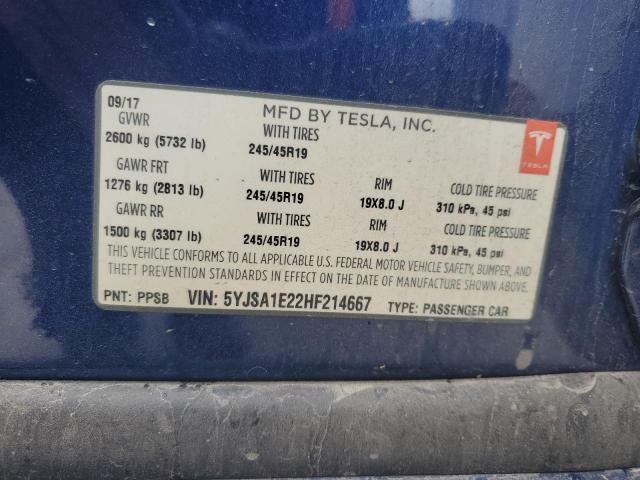 09/17
MFD BY TESLA, INC.
GVWR WITH TIRES
2600 kg (5732 lb) 245/45R19
TESLA
GAWR FRT WITH TIRES RIM COLD TIRE PRESSURE
1276 kg (2813 lb) 245/45R19 19X8.0 J 310 kPa, 45 psi
GAWR RR WITH TIRES RIM COLD TIRE PRESSURE
1500 kg (3307 lb) 245/45R19 19X8.0 J 310 kPa, 45 psi
THIS VEHICLE CONFORMS TO ALL APPLICABLE U.S. FEDERAL MOTOR VEHICLE SAFETY, BUMPER, AND
THEFT PREVENTION STANDARDS IN EFFECT ON THE DATE OF MANUFACTURE SHOWN ABOVE.
PNT: PPSB VIN: 5YJSA1E22HF214667 TYPE: PASSENGER CAR